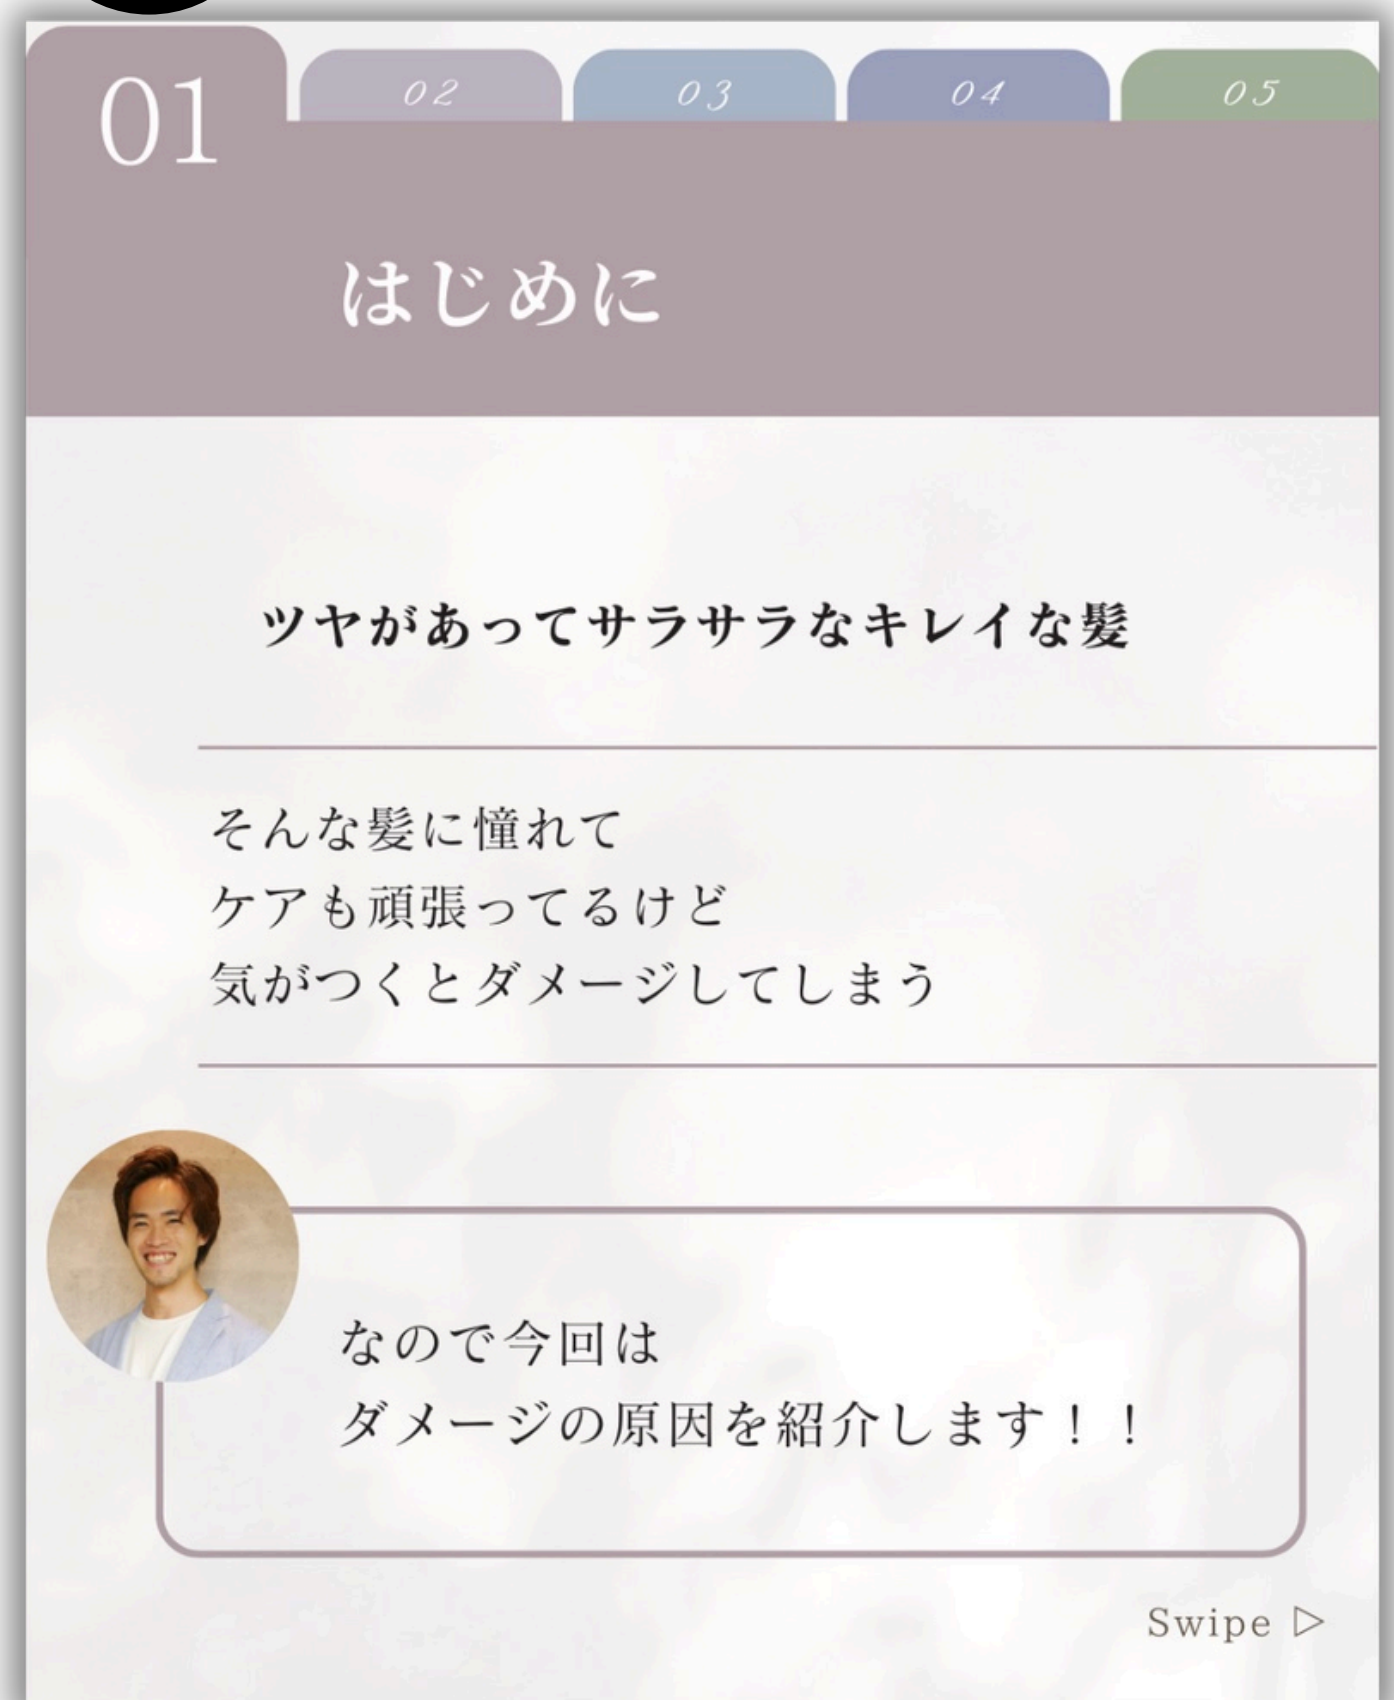 01
02
03
04
05
はじめに
ツヤがあってサラサラなキレイな髪
そんな髪に憧れて
ケアも頑張ってるけど
気がつくとダメージしてしまう
なので今回は
ダメージの原因を紹介します！！
Swipe ▷